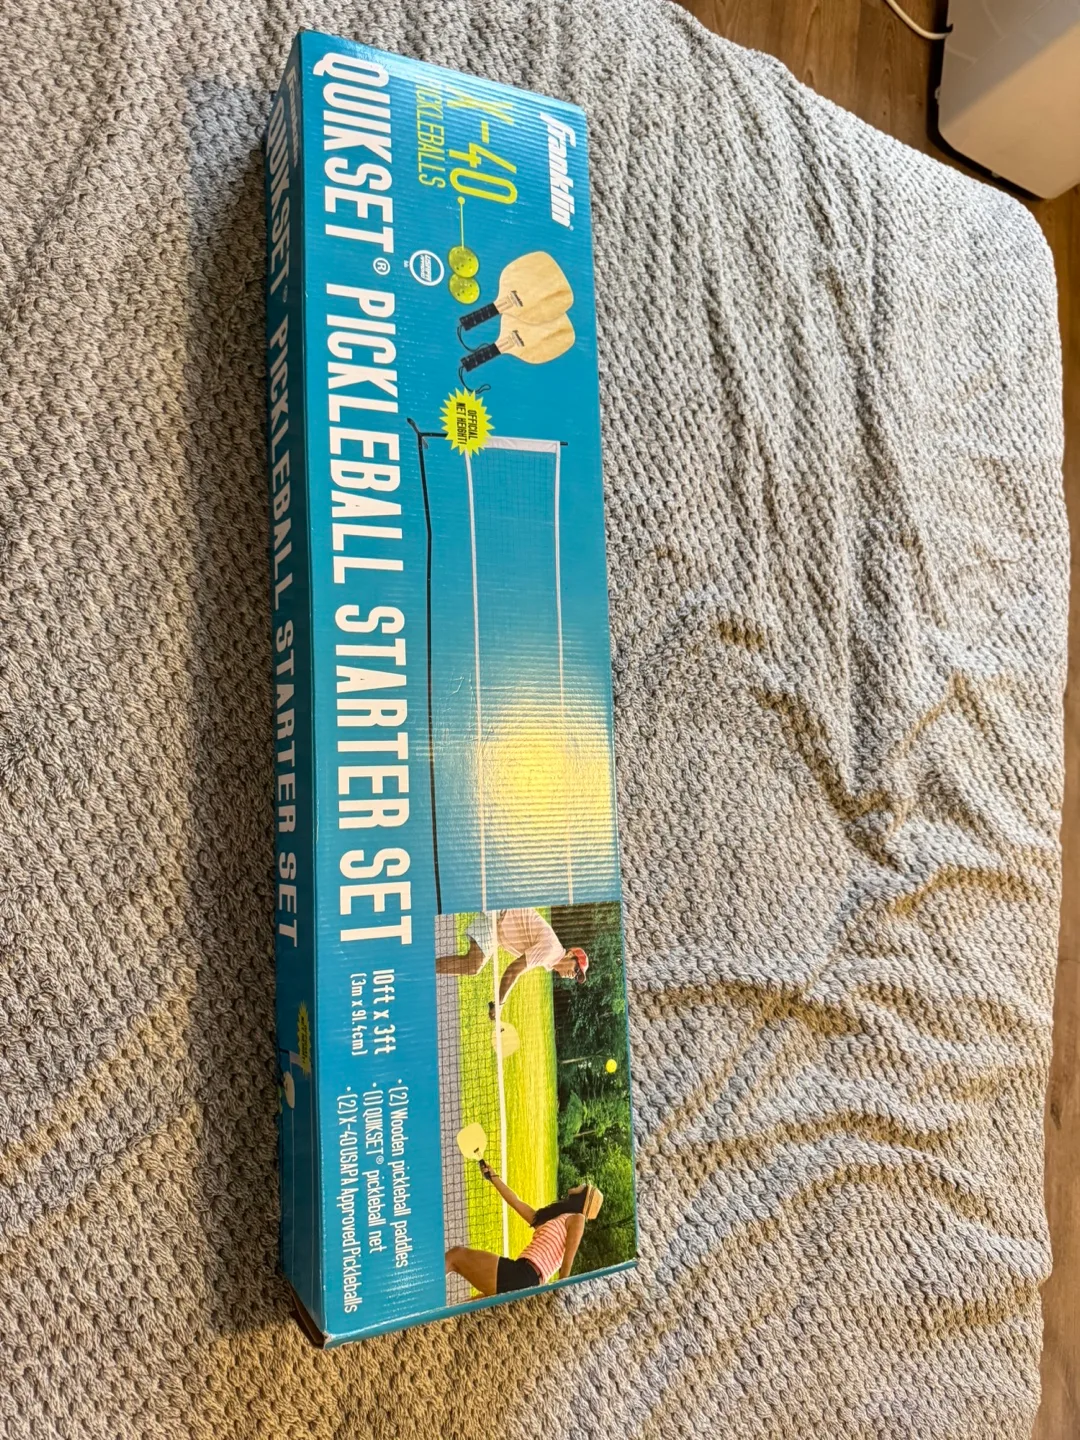 Franklin®
X-40
PICKLEBALLS
OFFICIAL
NET HEIGHT!
QUIKSET® PICKLEBALL STARTER SET
10ft x 3ft
(3m x 91.4cm)
• (2) Wooden pickleball paddles
• (1) QUIKSET® pickleball net
• (2) X-40 USAPA Approved Pickleballs
QUIKSET® PICKLEBALL STARTER SET